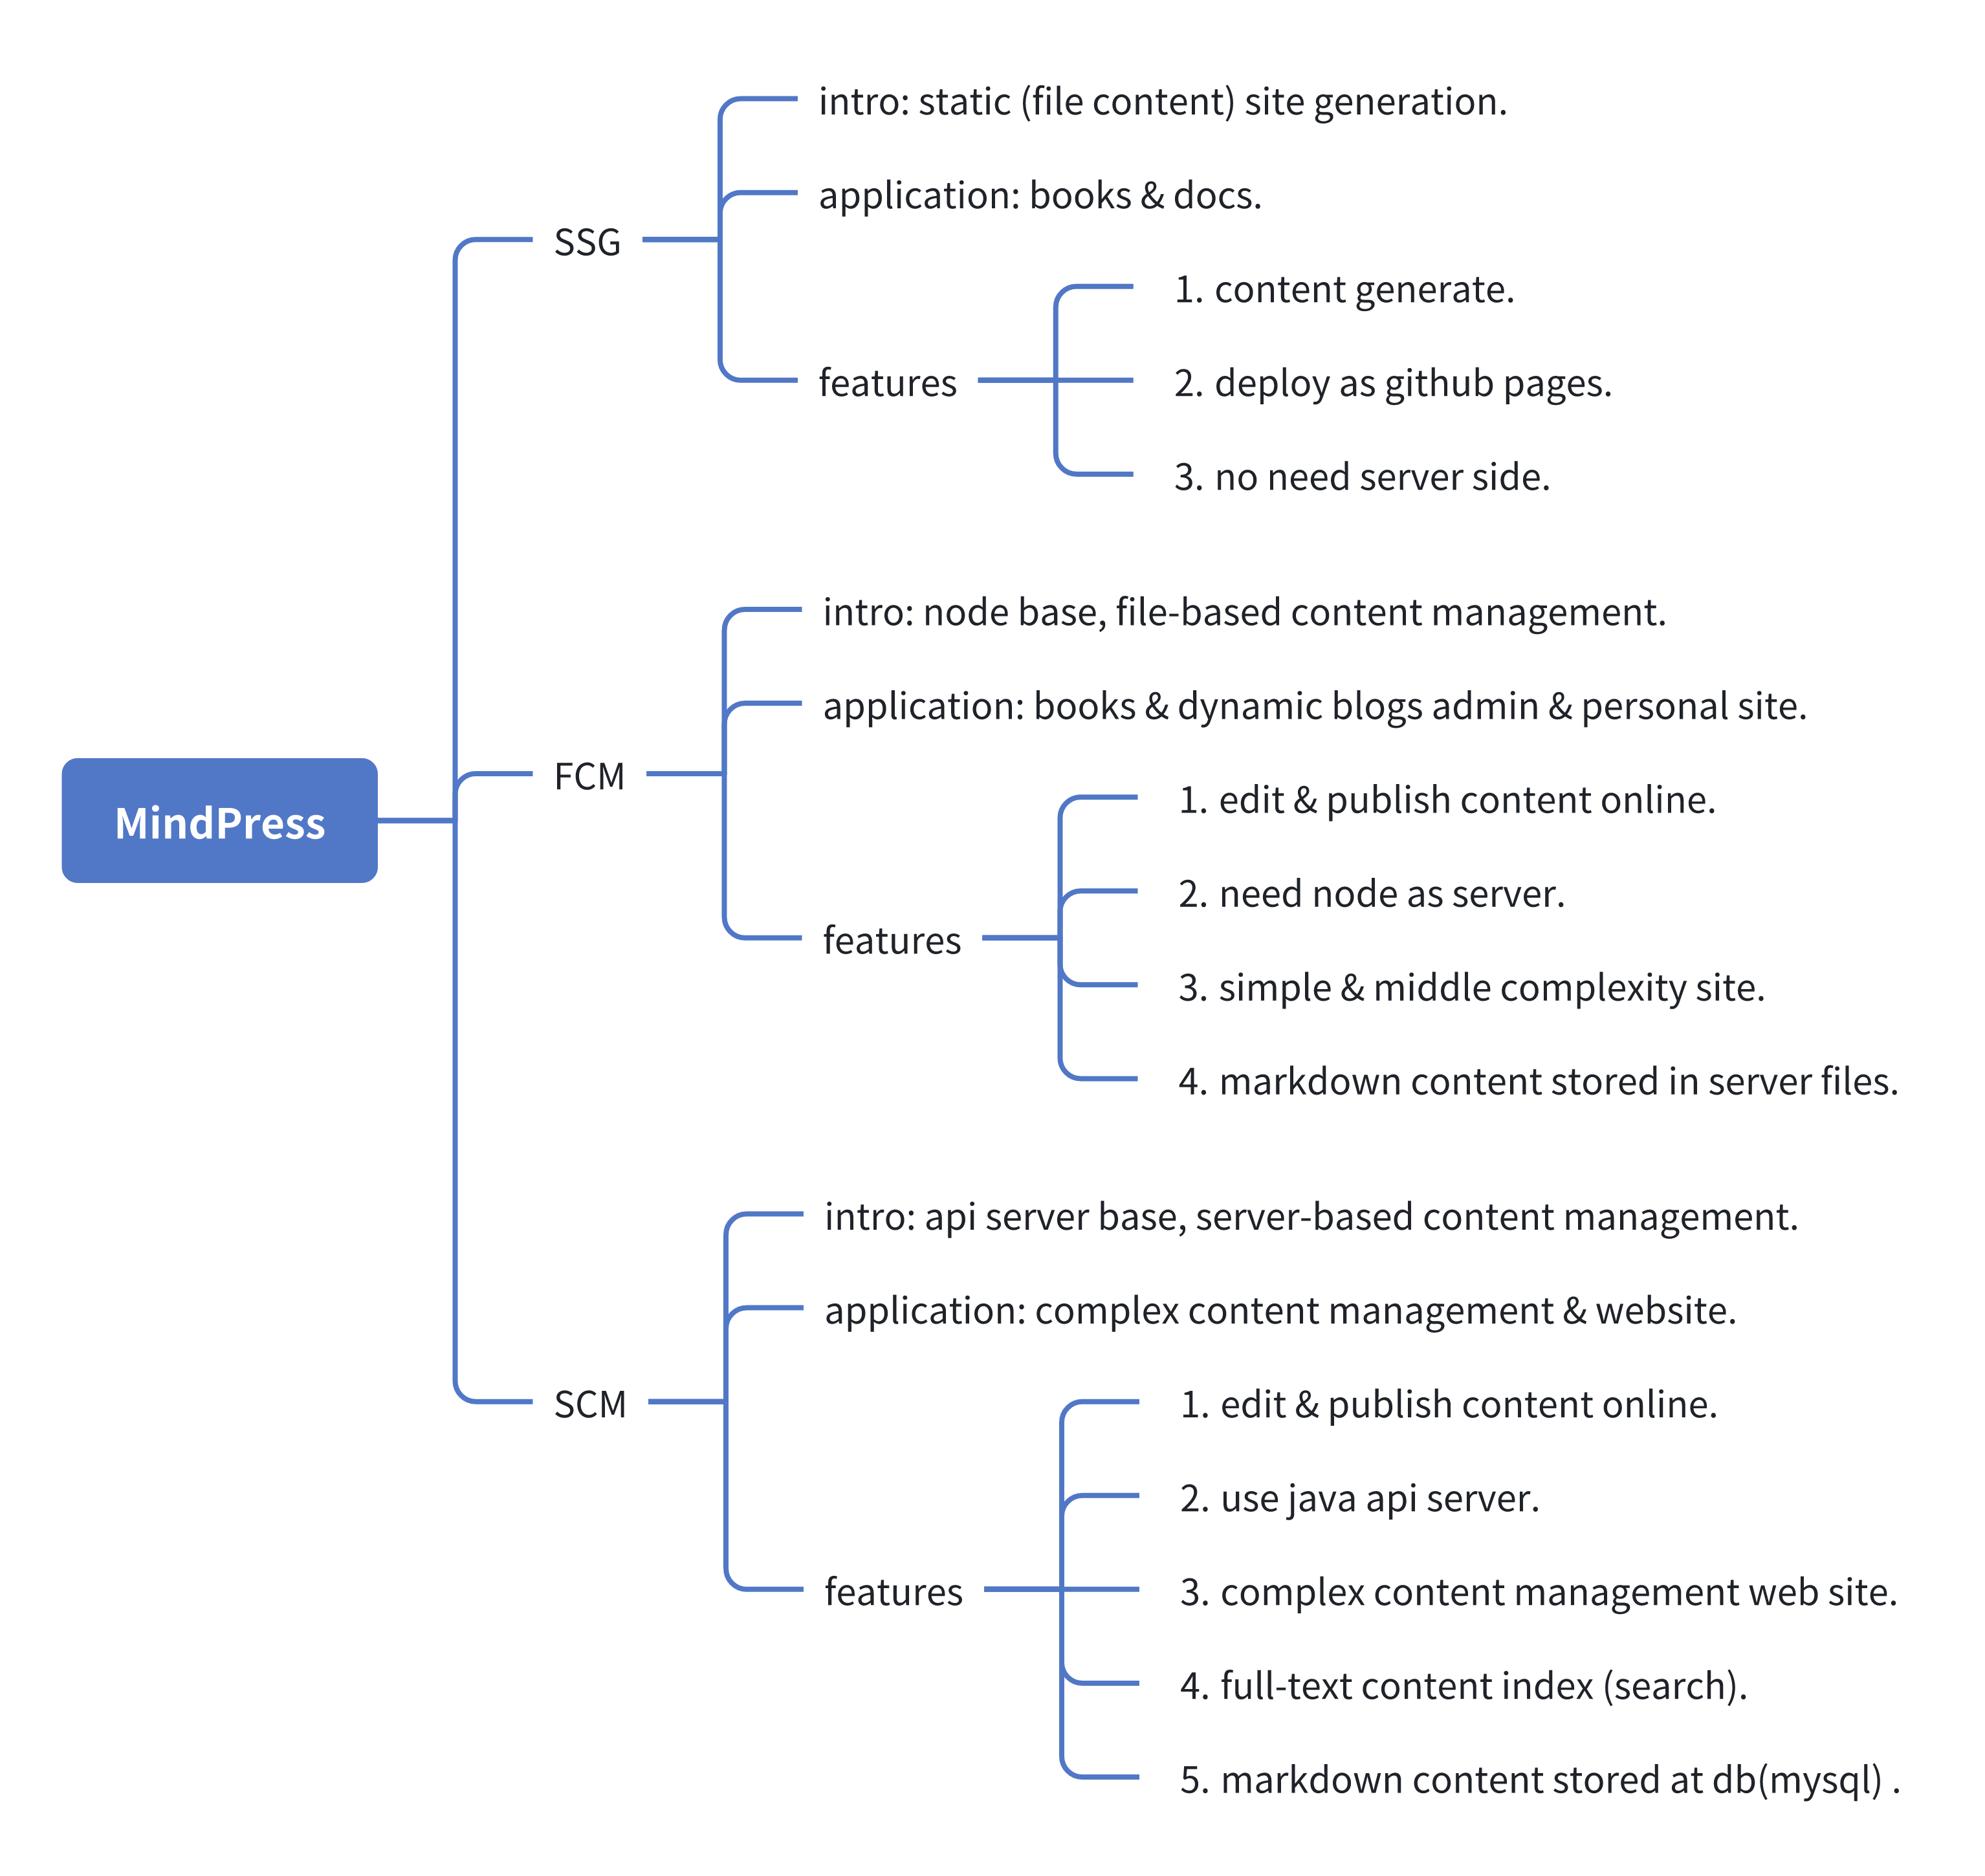 intro: static (file content) site generation.
application: books & docs.
SSG
1. content generate.
features
2. deploy as github pages.
3. no need server side.
intro: node base, file-based content management.
application: books & dynamic blogs admin & personal site.
FCM
1. edit & publish content online.
MindPress
2. need node as server.
features
3. simple & middle complexity site.
4. markdown content stored in server files.
intro: api server base, server-based content management.
application: complex content management & website.
SCM
1. edit & publish content online.
2. use java api server.
features
3. complex content management web site.
4. full-text content index (search).
5. markdown content stored at db(mysql) .